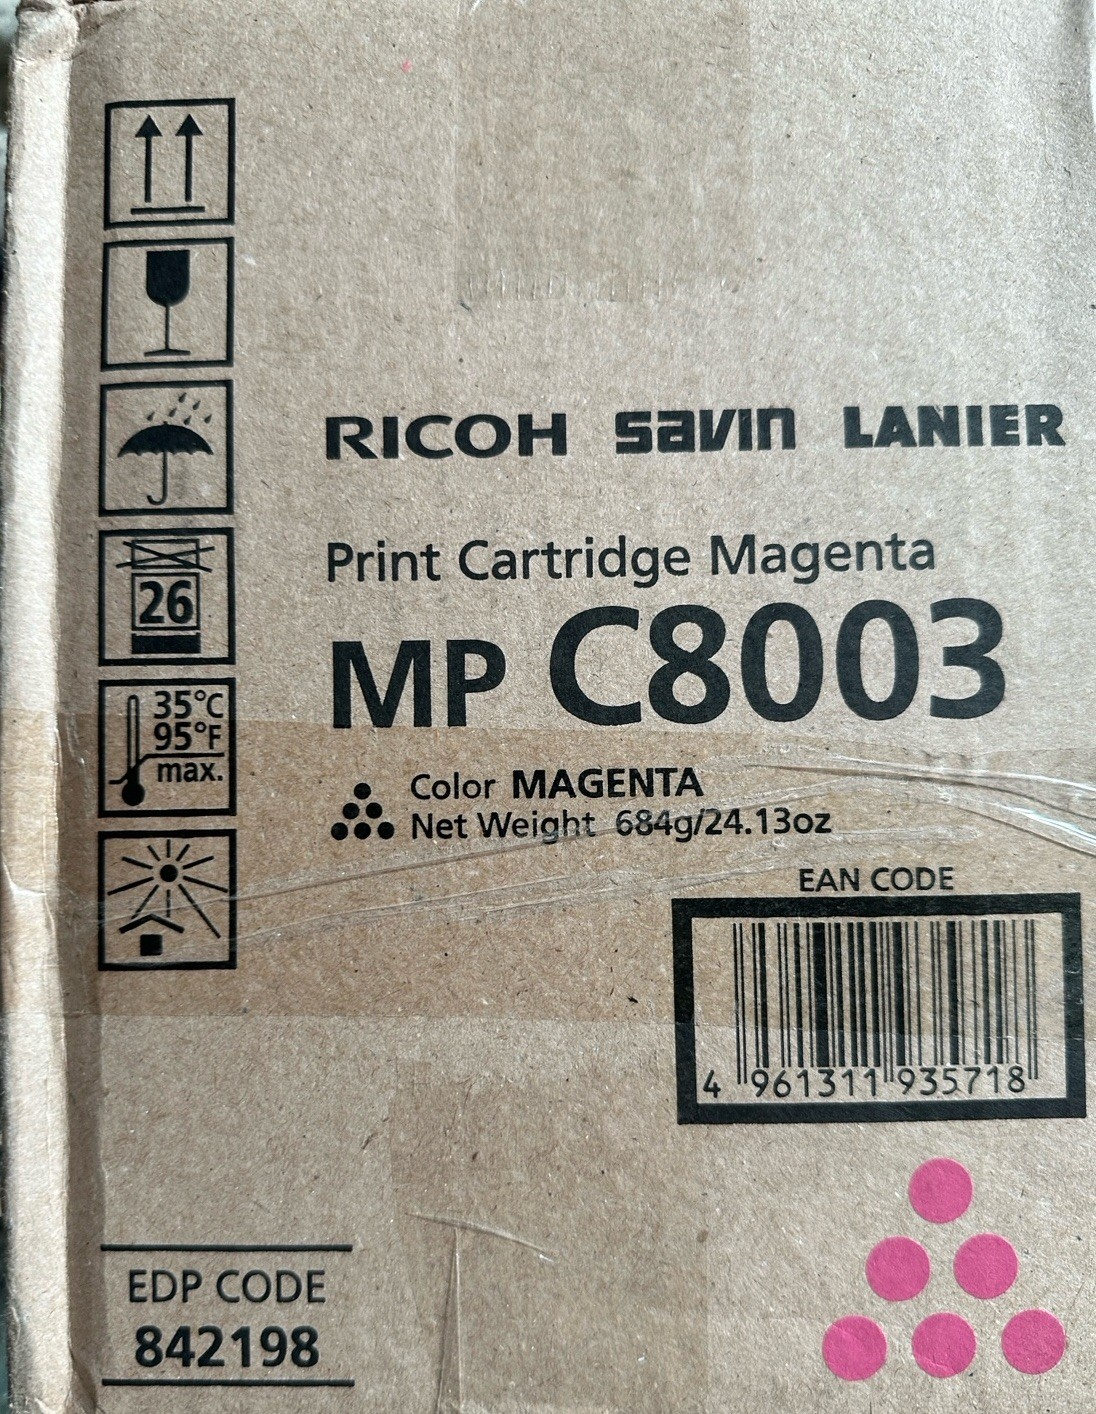 RICOH Savin LANIER
Print Cartridge Magenta
MP C8003
Color MAGENTA
Net Weight 684g/24.13oz
26
35°C
95°F
max.
EAN CODE
4 961311 935718
EDP CODE
842198